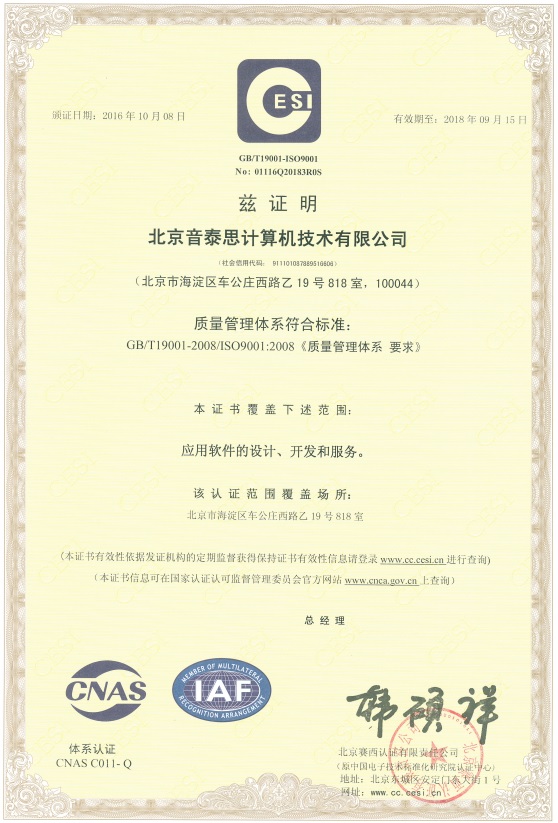 颁证日期：2016 年 10 月 08 日
有效期至：2018 年 09 月 15 日
CESI
GB/T19001-ISO9001
No: 01116Q20183R0S
兹 证 明
北京音泰思计算机技术有限公司
（社会信用代码： 911101087889510606）
（北京市海淀区车公庄西路乙 19 号 818 室，100044）
质量管理体系符合标准：
GB/T19001-2008/ISO9001:2008《质量管理体系 要求》
本 证 书 覆 盖 下 述 范 围：
应用软件的设计、开发和服务。
该 认 证 范 围 覆 盖 场 所：
北京市海淀区车公庄西路乙 19 号 818 室
(本证书有效性依据发证机构的定期监督获得保持证书有效性信息请登录 www.cc.cesi.cn 进行查询)
（本证书信息可在国家认证认可监督管理委员会官方网站 www.cnca.gov.cn 上查询）
总 经 理
CNAS
MEMBER OF MULTILATERAL
IAF
RECOGNITION ARRANGEMENT
韩硕祥
体系认证
CNAS C011- Q
北京赛西认证有限责任公司
（原中国电子技术标准化研究院认证中心）
地址：北京东城区安定门东大街 1 号
网址：www.cc.cesi.cn